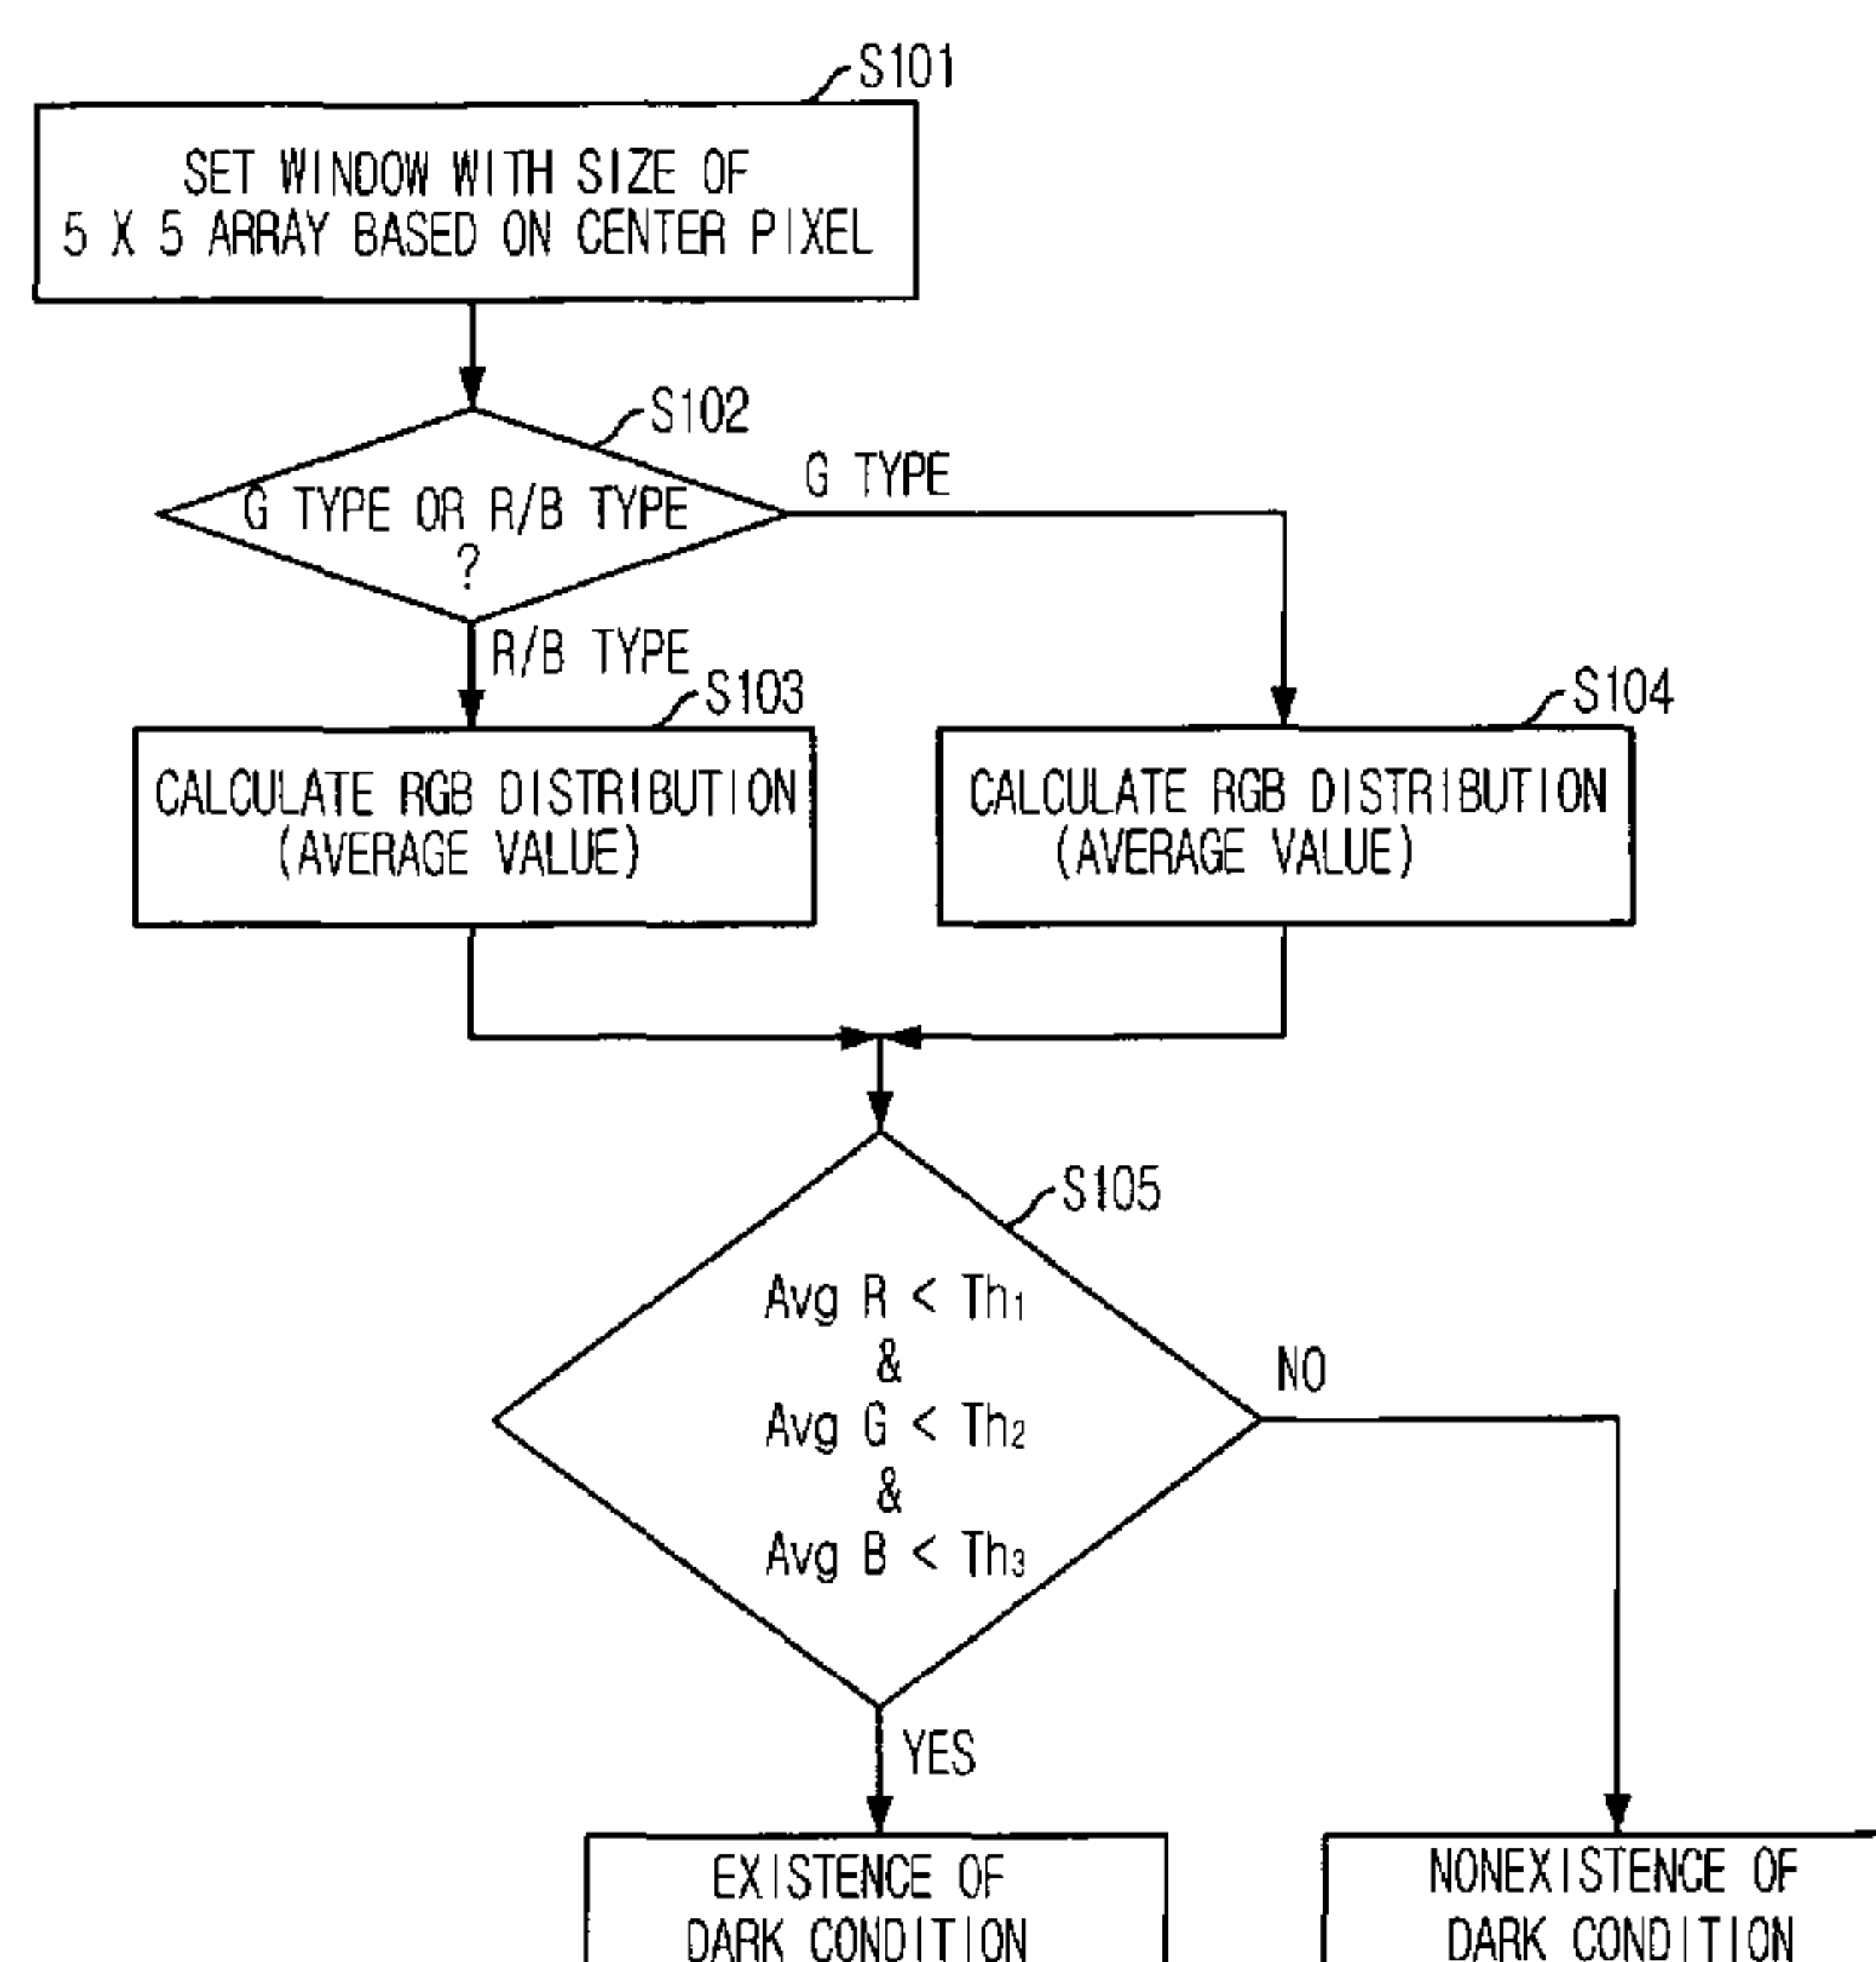 S101
SET WINDOW WITH SIZE OF
5 X 5 ARRAY BASED ON CENTER PIXEL
S102
G TYPE
G TYPE OR R/B TYPE
?
R/B TYPE
S103
S104
CALCULATE RGB DISTRIBUTION
(AVERAGE VALUE)
CALCULATE RGB DISTRIBUTION
(AVERAGE VALUE)
S105
Avg R < Th₁
&
Avg G < Th₂
&
Avg B < Th₃
NO
YES
EXISTENCE OF
DARK CONDITION
NONEXISTENCE OF
DARK CONDITION